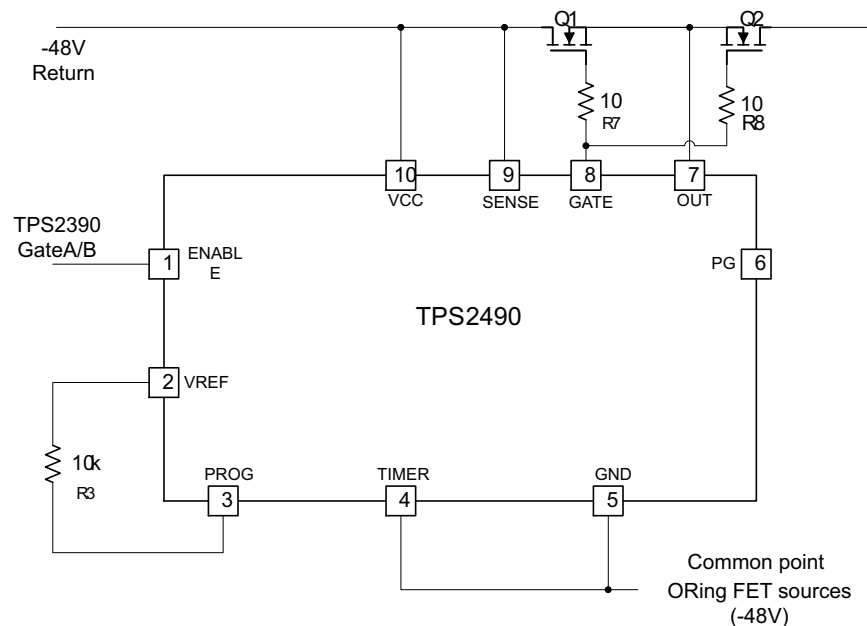 Q1
Q2
-48V
Return
10
R7
10
R8
10
9
8
7
VCC
SENSE
GATE
OUT
TPS2390
GateA/B
1
ENABL
E
PG
6
TPS2490
2
VREF
10k
R3
PROG
TIMER
GND
3
4
5
Common point
ORing FET sources
(-48V)